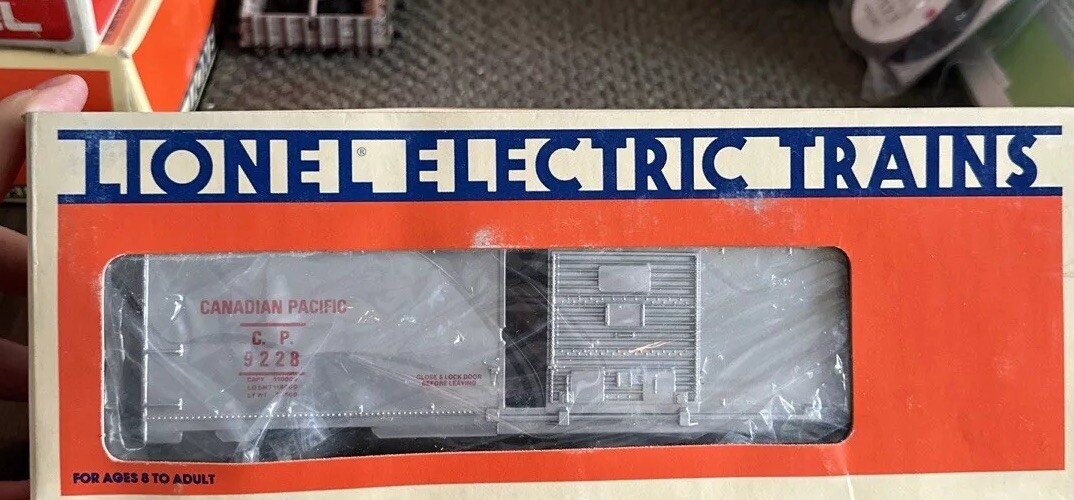 LIONEL® ELECTRIC TRAINS
CANADIAN PACIFIC
C. P.
9228
CLOSE & LOCK DOOR
BEFORE LEAVING
FOR AGES 8 TO ADULT